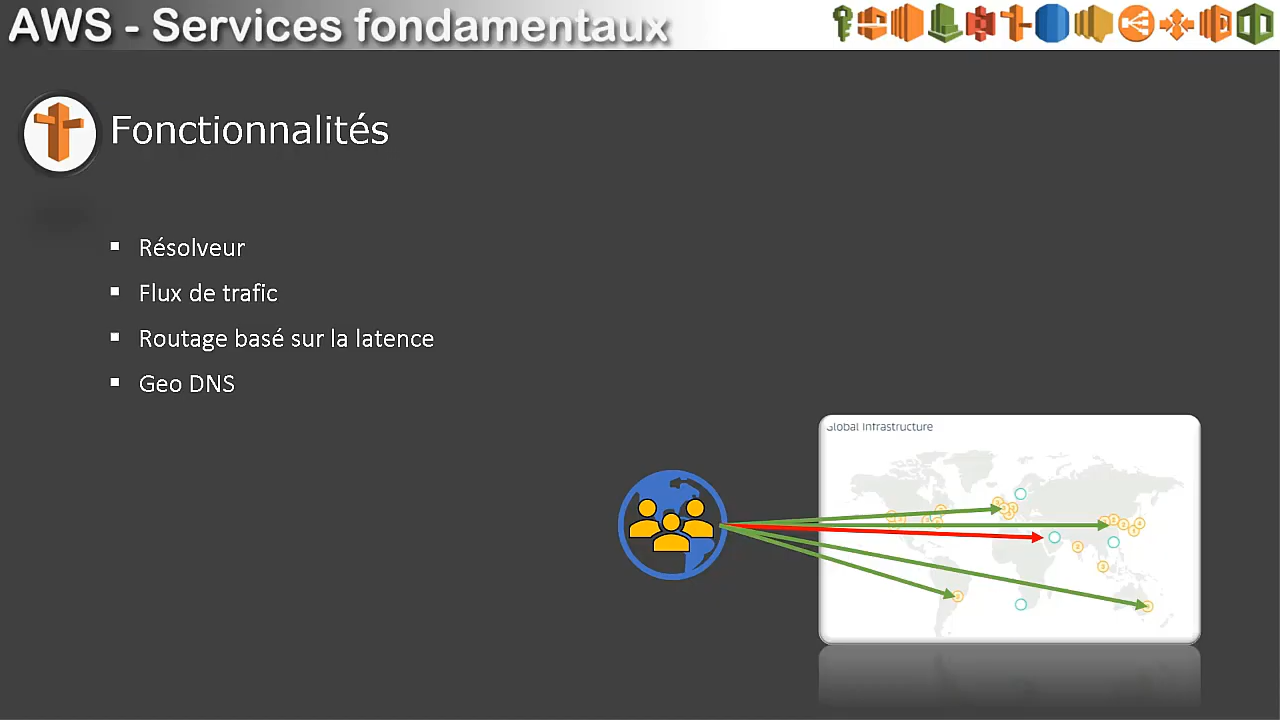 AWS - Services fondamentaux
Fonctionnalités
Résolveur
Flux de trafic
Routage basé sur la latence
Geo DNS
Global Infrastructure